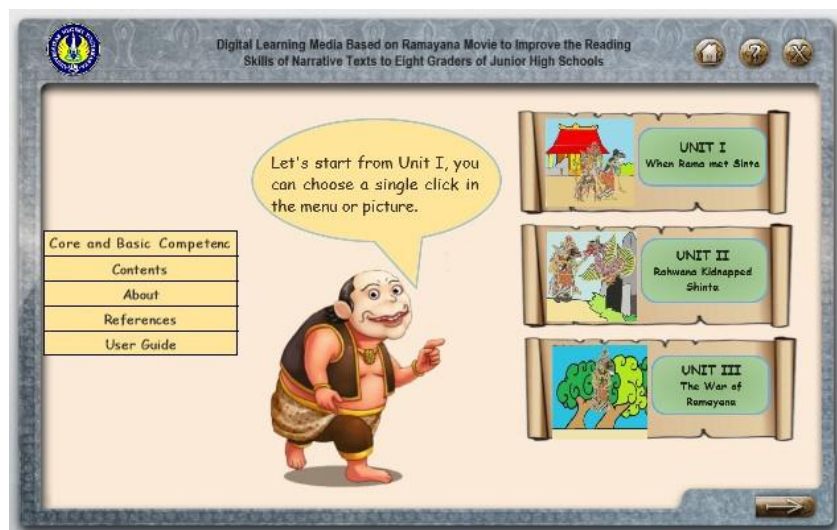 Digital Learning Media Based on Ramayana Movie to Improve the Reading
Skills of Narrative Texts to Eight Graders of Junior High Schools
?
X
Let's start from Unit I, you
can choose a single click in
the menu or picture.
Core and Basic Competenc
Contents
About
References
User Guide
UNIT I
When Rama met Sinta
UNIT II
Rahwana Kidnapped
Shinta
UNIT III
The War of
Ramayana